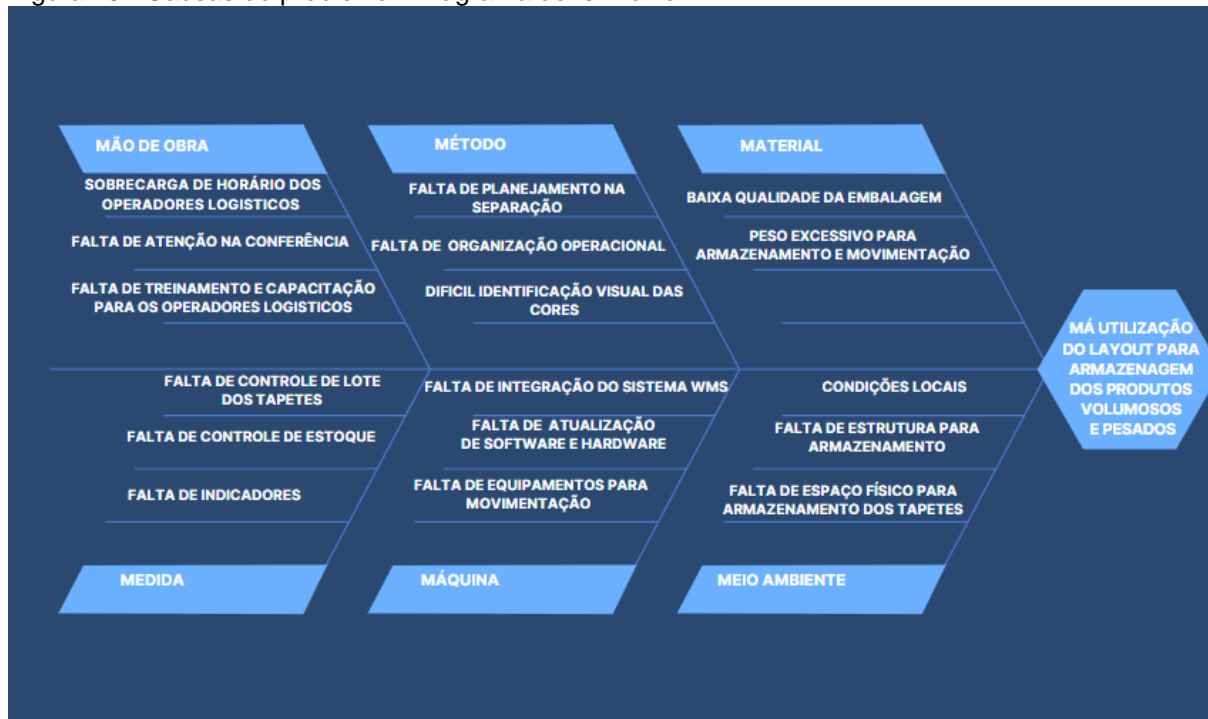 MÃO DE OBRA
SOBRECARGA DE HORÁRIO DOS
OPERADORES LOGISTICOS
FALTA DE ATENÇÃO NA CONFERÊNCIA
FALTA DE TREINAMENTO E CAPACITAÇÃO
PARA OS OPERADORES LOGISTICOS
MÉTODO
FALTA DE PLANEJAMENTO NA
SEPARAÇÃO
FALTA DE ORGANIZAÇÃO OPERACIONAL
DIFICIL IDENTIFICAÇÃO VISUAL DAS
CORES
MATERIAL
BAIXA QUALIDADE DA EMBALAGEM
PESO EXCESSIVO PARA
ARMAZENAMENTO E MOVIMENTAÇÃO
FALTA DE CONTROLE DE LOTE
DOS TAPETES
FALTA DE CONTROLE DE ESTOQUE
FALTA DE INDICADORES
MEDIDA
FALTA DE INTEGRAÇÃO DO SISTEMA WMS
FALTA DE ATUALIZAÇÃO
DE SOFTWARE E HARDWARE
FALTA DE EQUIPAMENTOS PARA
MOVIMENTAÇÃO
MÁQUINA
CONDIÇÕES LOCAIS
FALTA DE ESTRUTURA PARA
ARMAZENAMENTO
FALTA DE ESPAÇO FÍSICO PARA
ARMAZENAMENTO DOS TAPETES
MEIO AMBIENTE
MÁ UTILIZAÇÃO
DO LAYOUT PARA
ARMAZENAGEM
DOS PRODUTOS
VOLUMOSOS
E PESADOS